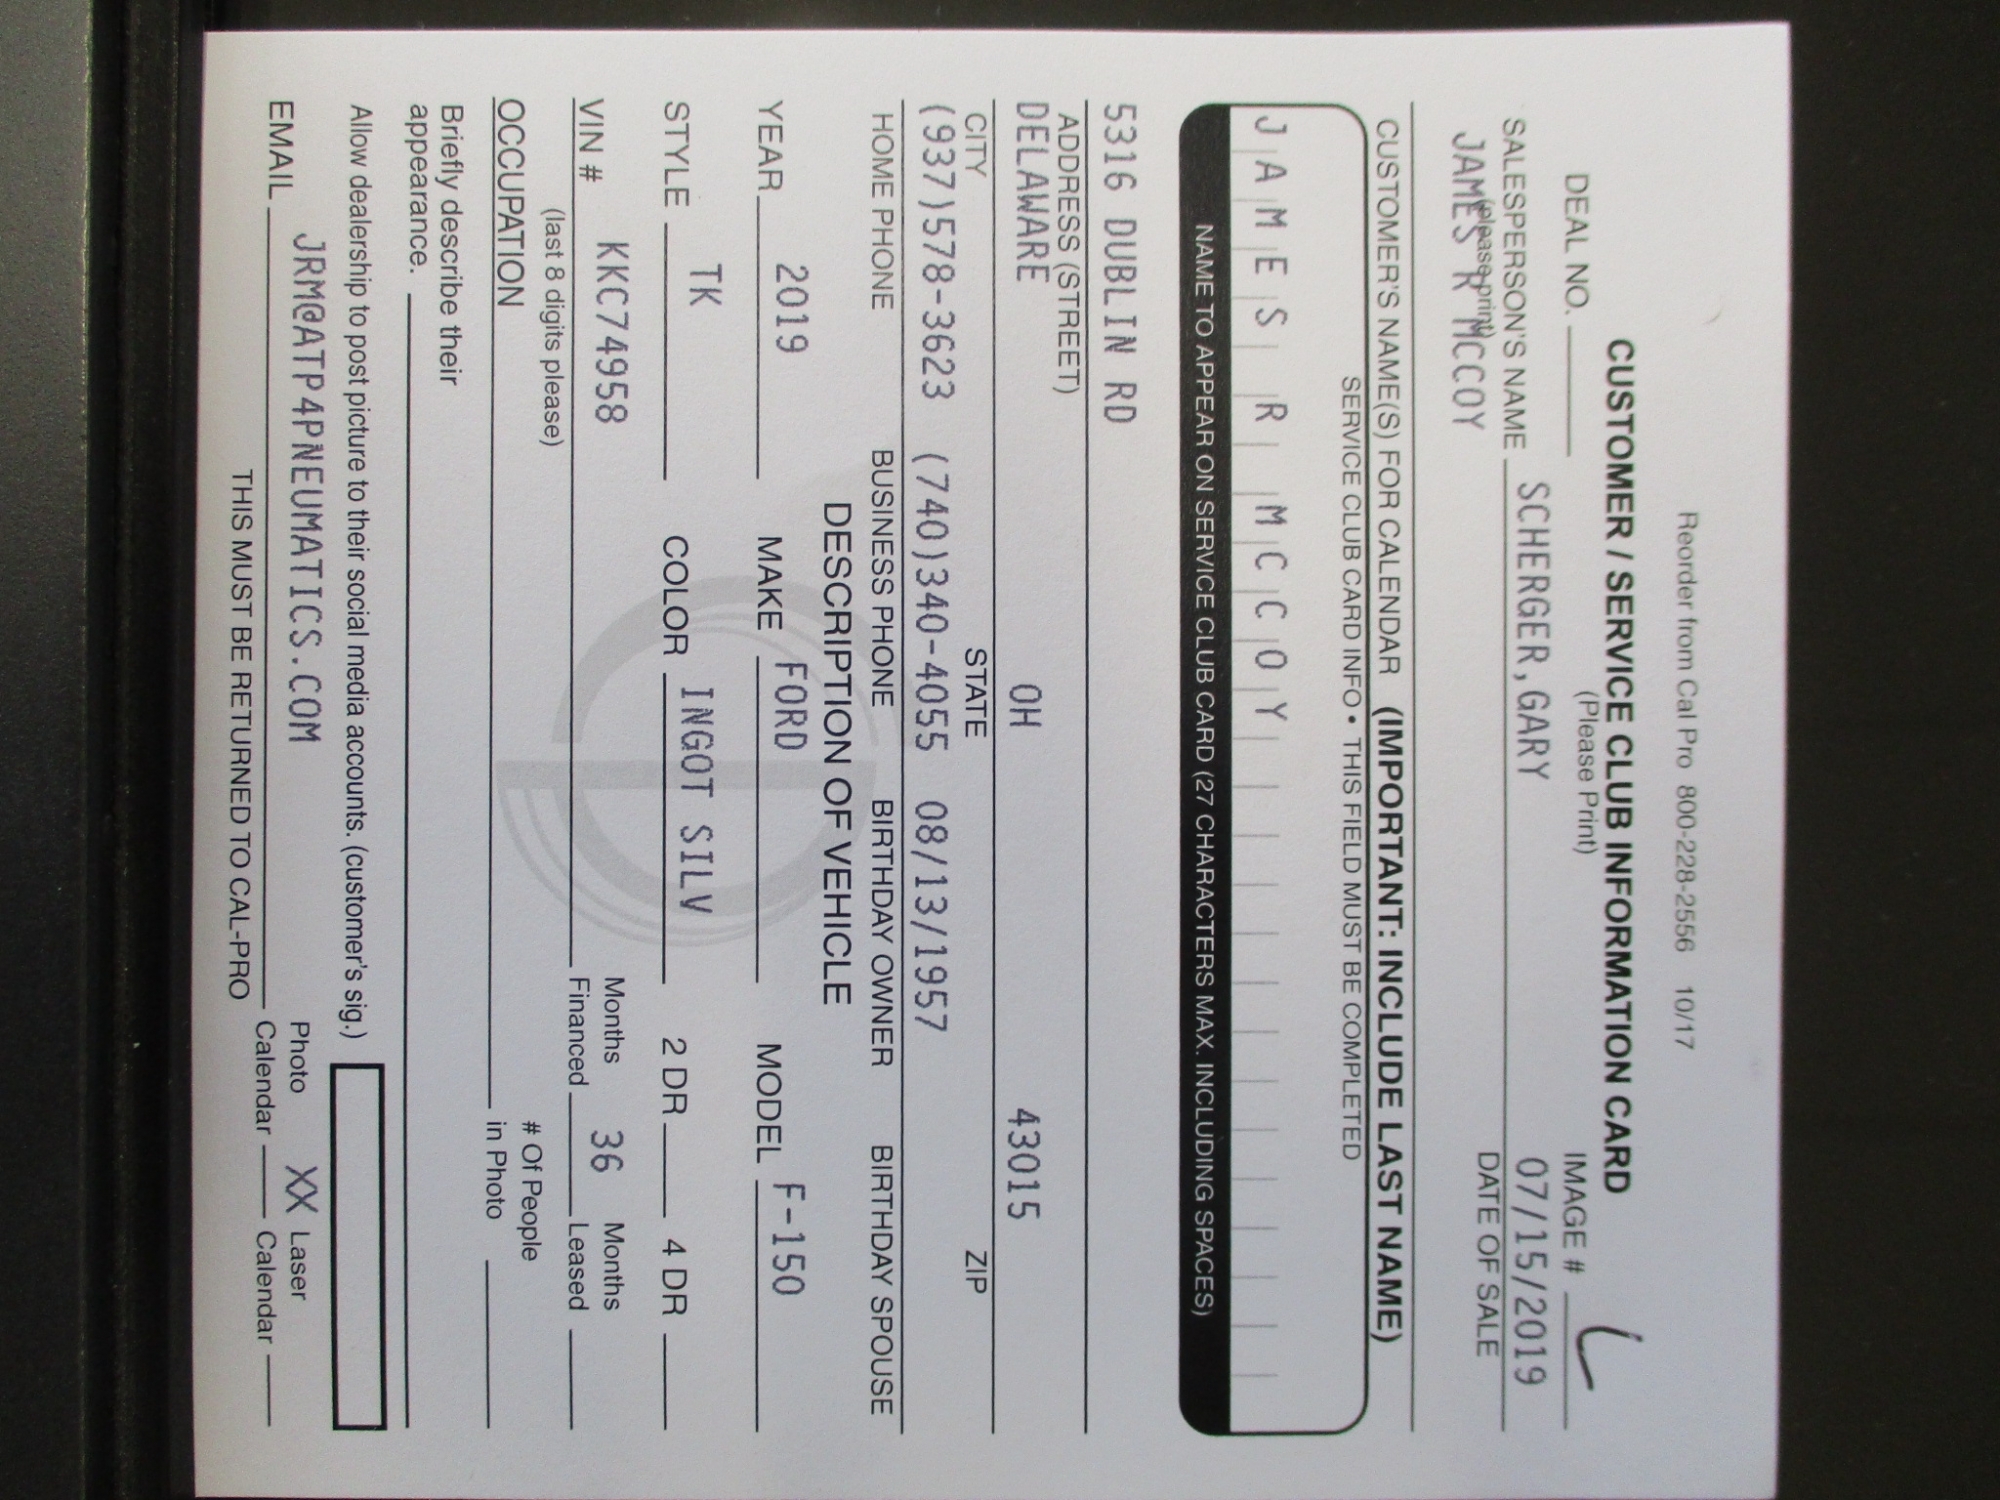 Reorder from Cal Pro 800-228-2556 10/17
CUSTOMER / SERVICE CLUB INFORMATION CARD
(Please Print)
DEAL NO. IMAGE #
SALESPERSON'S NAME SCHERGER,GARY 07/15/2019
(please print) DATE OF SALE
JAMES R MCCOY
CUSTOMER'S NAME(S) FOR CALENDAR (IMPORTANT: INCLUDE LAST NAME)
SERVICE CLUB CARD INFO • THIS FIELD MUST BE COMPLETED
JAMES R MCCOY
NAME TO APPEAR ON SERVICE CLUB CARD (27 CHARACTERS MAX. INCLUDING SPACES)
5316 DUBLIN RD
ADDRESS (STREET)
DELAWARE OH 43015
CITY STATE ZIP
(937)578-3623 (740)340-4055 08/13/1957
HOME PHONE BUSINESS PHONE BIRTHDAY OWNER BIRTHDAY SPOUSE
DESCRIPTION OF VEHICLE
YEAR 2019 MAKE FORD MODEL F-150
STYLE TK COLOR INGOT SILV 2 DR 4 DR
VIN # KKC74958 Months Financed 36 Months Leased
(last 8 digits please)
OCCUPATION # Of People in Photo
Briefly describe their
appearance.
Allow dealership to post picture to their social media accounts. (customer's sig.)
EMAIL JRM@ATP4PNEUMATICS.COM Photo Calendar XX Laser Calendar
THIS MUST BE RETURNED TO CAL-PRO